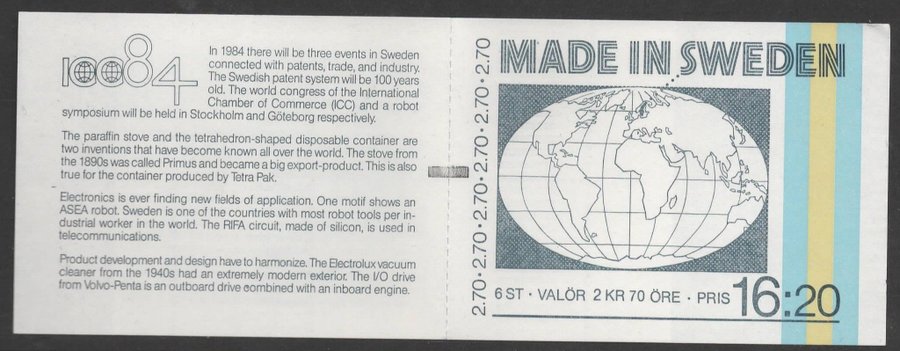 100 84
In 1984 there will be three events in Sweden
connected with patents, trade, and industry.
The Swedish patent system will be 100 years
old. The world congress of the International
Chamber of Commerce (ICC) and a robot
symposium will be held in Stockholm and Göteborg respectively.
The paraffin stove and the tetrahedron-shaped disposable container are
two inventions that have become known all over the world. The stove from
the 1890s was called Primus and became a big export-product. This is also
true for the container produced by Tetra Pak.
Electronics is ever finding new fields of application. One motif shows an
ASEA robot. Sweden is one of the countries with most robot tools per in-
dustrial worker in the world. The RIFA circuit, made of silicon, is used in
telecommunications.
Product development and design have to harmonize. The Electrolux vacuum
cleaner from the 1940s had an extremely modern exterior. The I/O drive
from Volvo-Penta is an outboard drive combined with an inboard engine.
2.70 · 2.70 · 2.70 · 2.70 · 2.70 · 2.70
MADE IN SWEDEN
6 ST · VALÖR 2 KR 70 ÖRE · PRIS 16:20